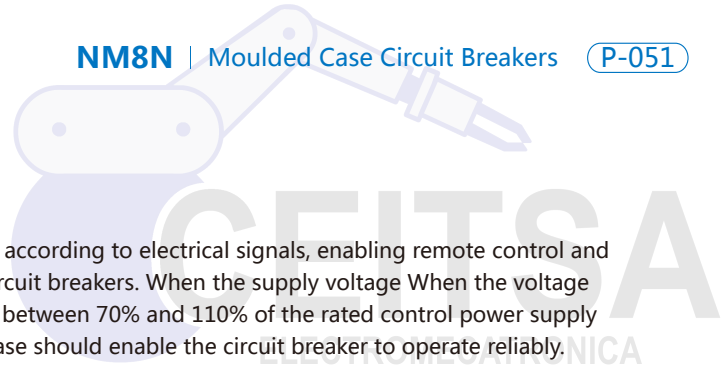 NM8N | Moulded Case Circuit Breakers P-051
CEITSA
according to electrical signals, enabling remote control and
rcuit breakers. When the supply voltage When the voltage
between 70% and 110% of the rated control power supply
ase should enable the circuit breaker to operate reliably.
ELECTROMECATRONICA